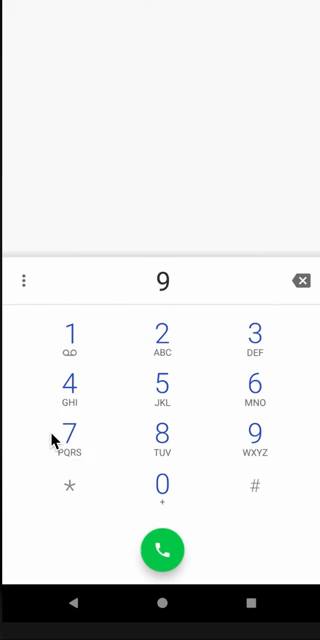 9
1 2 3
ABC DEF
4 5 6
GHI JKL MNO
7 8 9
PQRS TUV WXYZ
* 0 #
+